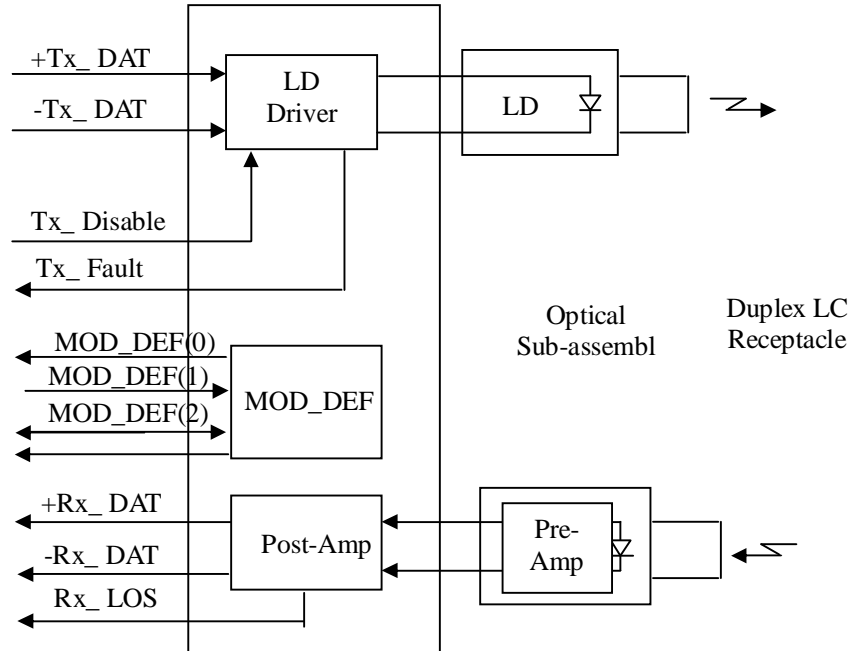 +Tx_ DAT
-Tx_ DAT
LD
Driver
LD
Tx_ Disable
Tx_ Fault
Optical
Sub-assembl
Duplex LC
Receptacle
MOD_DEF(0)
MOD_DEF(1)
MOD_DEF(2)
MOD_DEF
+Rx_ DAT
-Rx_ DAT
Rx_ LOS
Post-Amp
Pre-
Amp